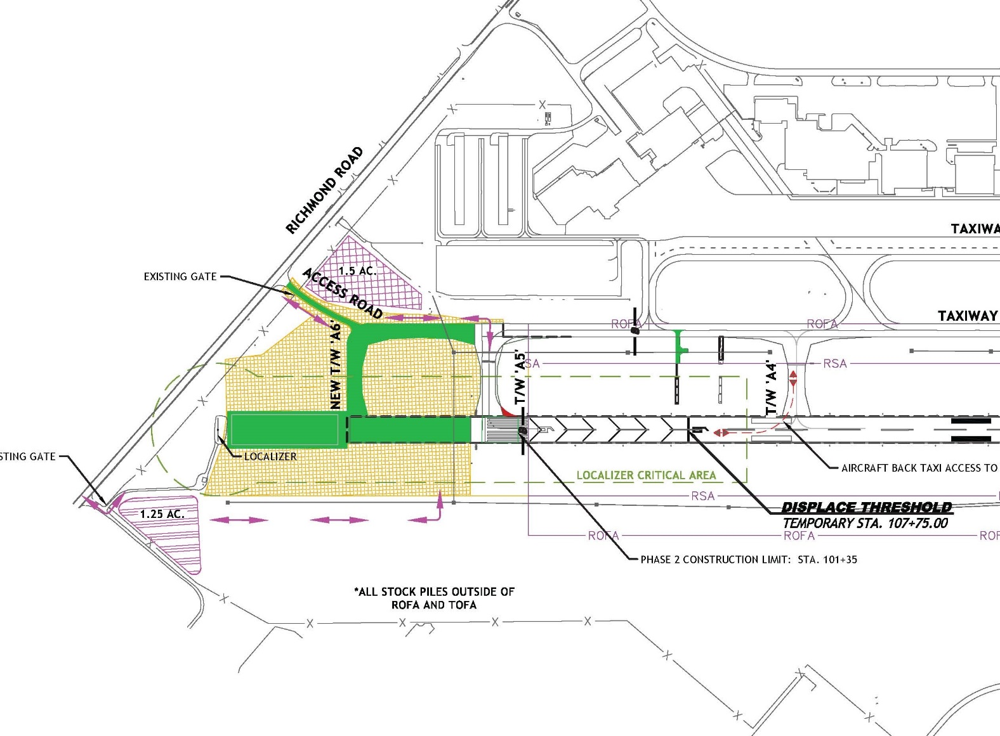 RICHMOND ROAD
TAXIWA
EXISTING GATE
1.5 AC.
ACCESS ROAD
TAXIWAY
ROFA
ROFA
NEW T/W 'A6'
T/W 'A5'
SA
T/W 'A4'
RSA
STING GATE
LOCALIZER
LOCALIZER CRITICAL AREA
AIRCRAFT BACK TAXI ACCESS TO
RSA
1.25 AC.
DISPLACE THRESHOLD
TEMPORARY STA. 107+75.00
ROFA
ROFA
ROF
PHASE 2 CONSTRUCTION LIMIT: STA. 101+35
*ALL STOCK PILES OUTSIDE OF
ROFA AND TOFA